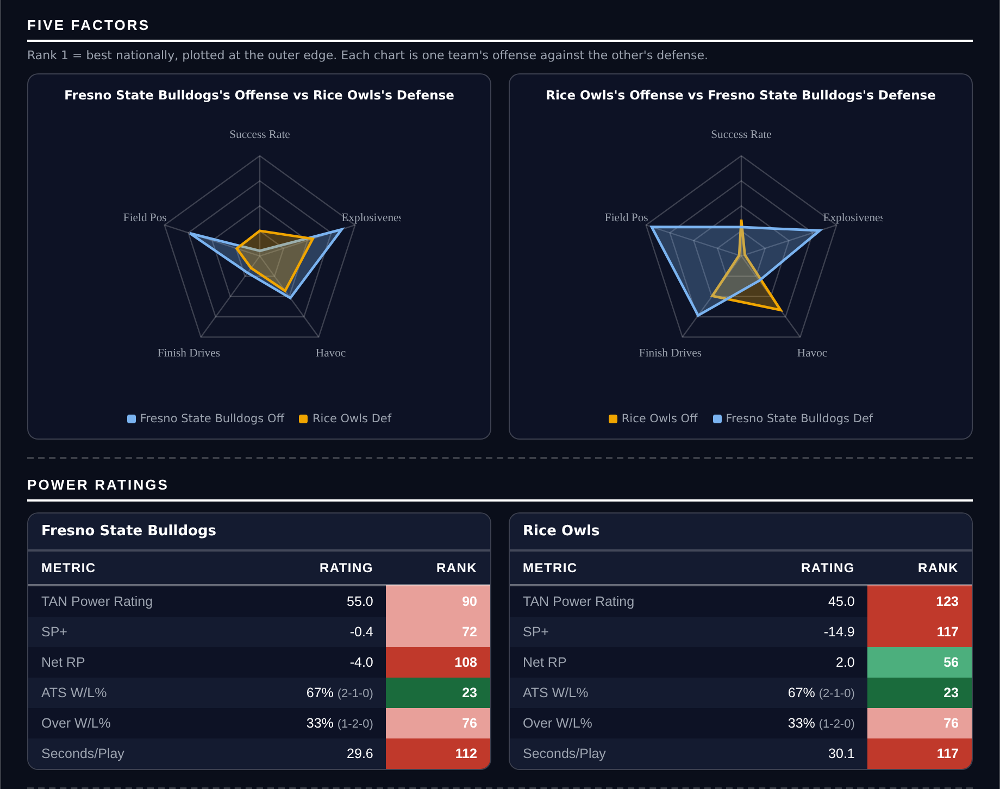 FIVE FACTORS
Rank 1 = best nationally, plotted at the outer edge. Each chart is one team's offense against the other's defense.
Fresno State Bulldogs's Offense vs Rice Owls's Defense
Success Rate
Field Pos
Explosivenes
Finish Drives
Havoc
Fresno State Bulldogs Off
Rice Owls Def
Rice Owls's Offense vs Fresno State Bulldogs's Defense
Success Rate
Field Pos
Explosivenes
Finish Drives
Havoc
Rice Owls Off
Fresno State Bulldogs Def
POWER RATINGS
Fresno State Bulldogs
METRIC RATING RANK
TAN Power Rating 55.0 90
SP+ -0.4 72
Net RP -4.0 108
ATS W/L% 67% (2-1-0) 23
Over W/L% 33% (1-2-0) 76
Seconds/Play 29.6 112
Rice Owls
METRIC RATING RANK
TAN Power Rating 45.0 123
SP+ -14.9 117
Net RP 2.0 56
ATS W/L% 67% (2-1-0) 23
Over W/L% 33% (1-2-0) 76
Seconds/Play 30.1 117